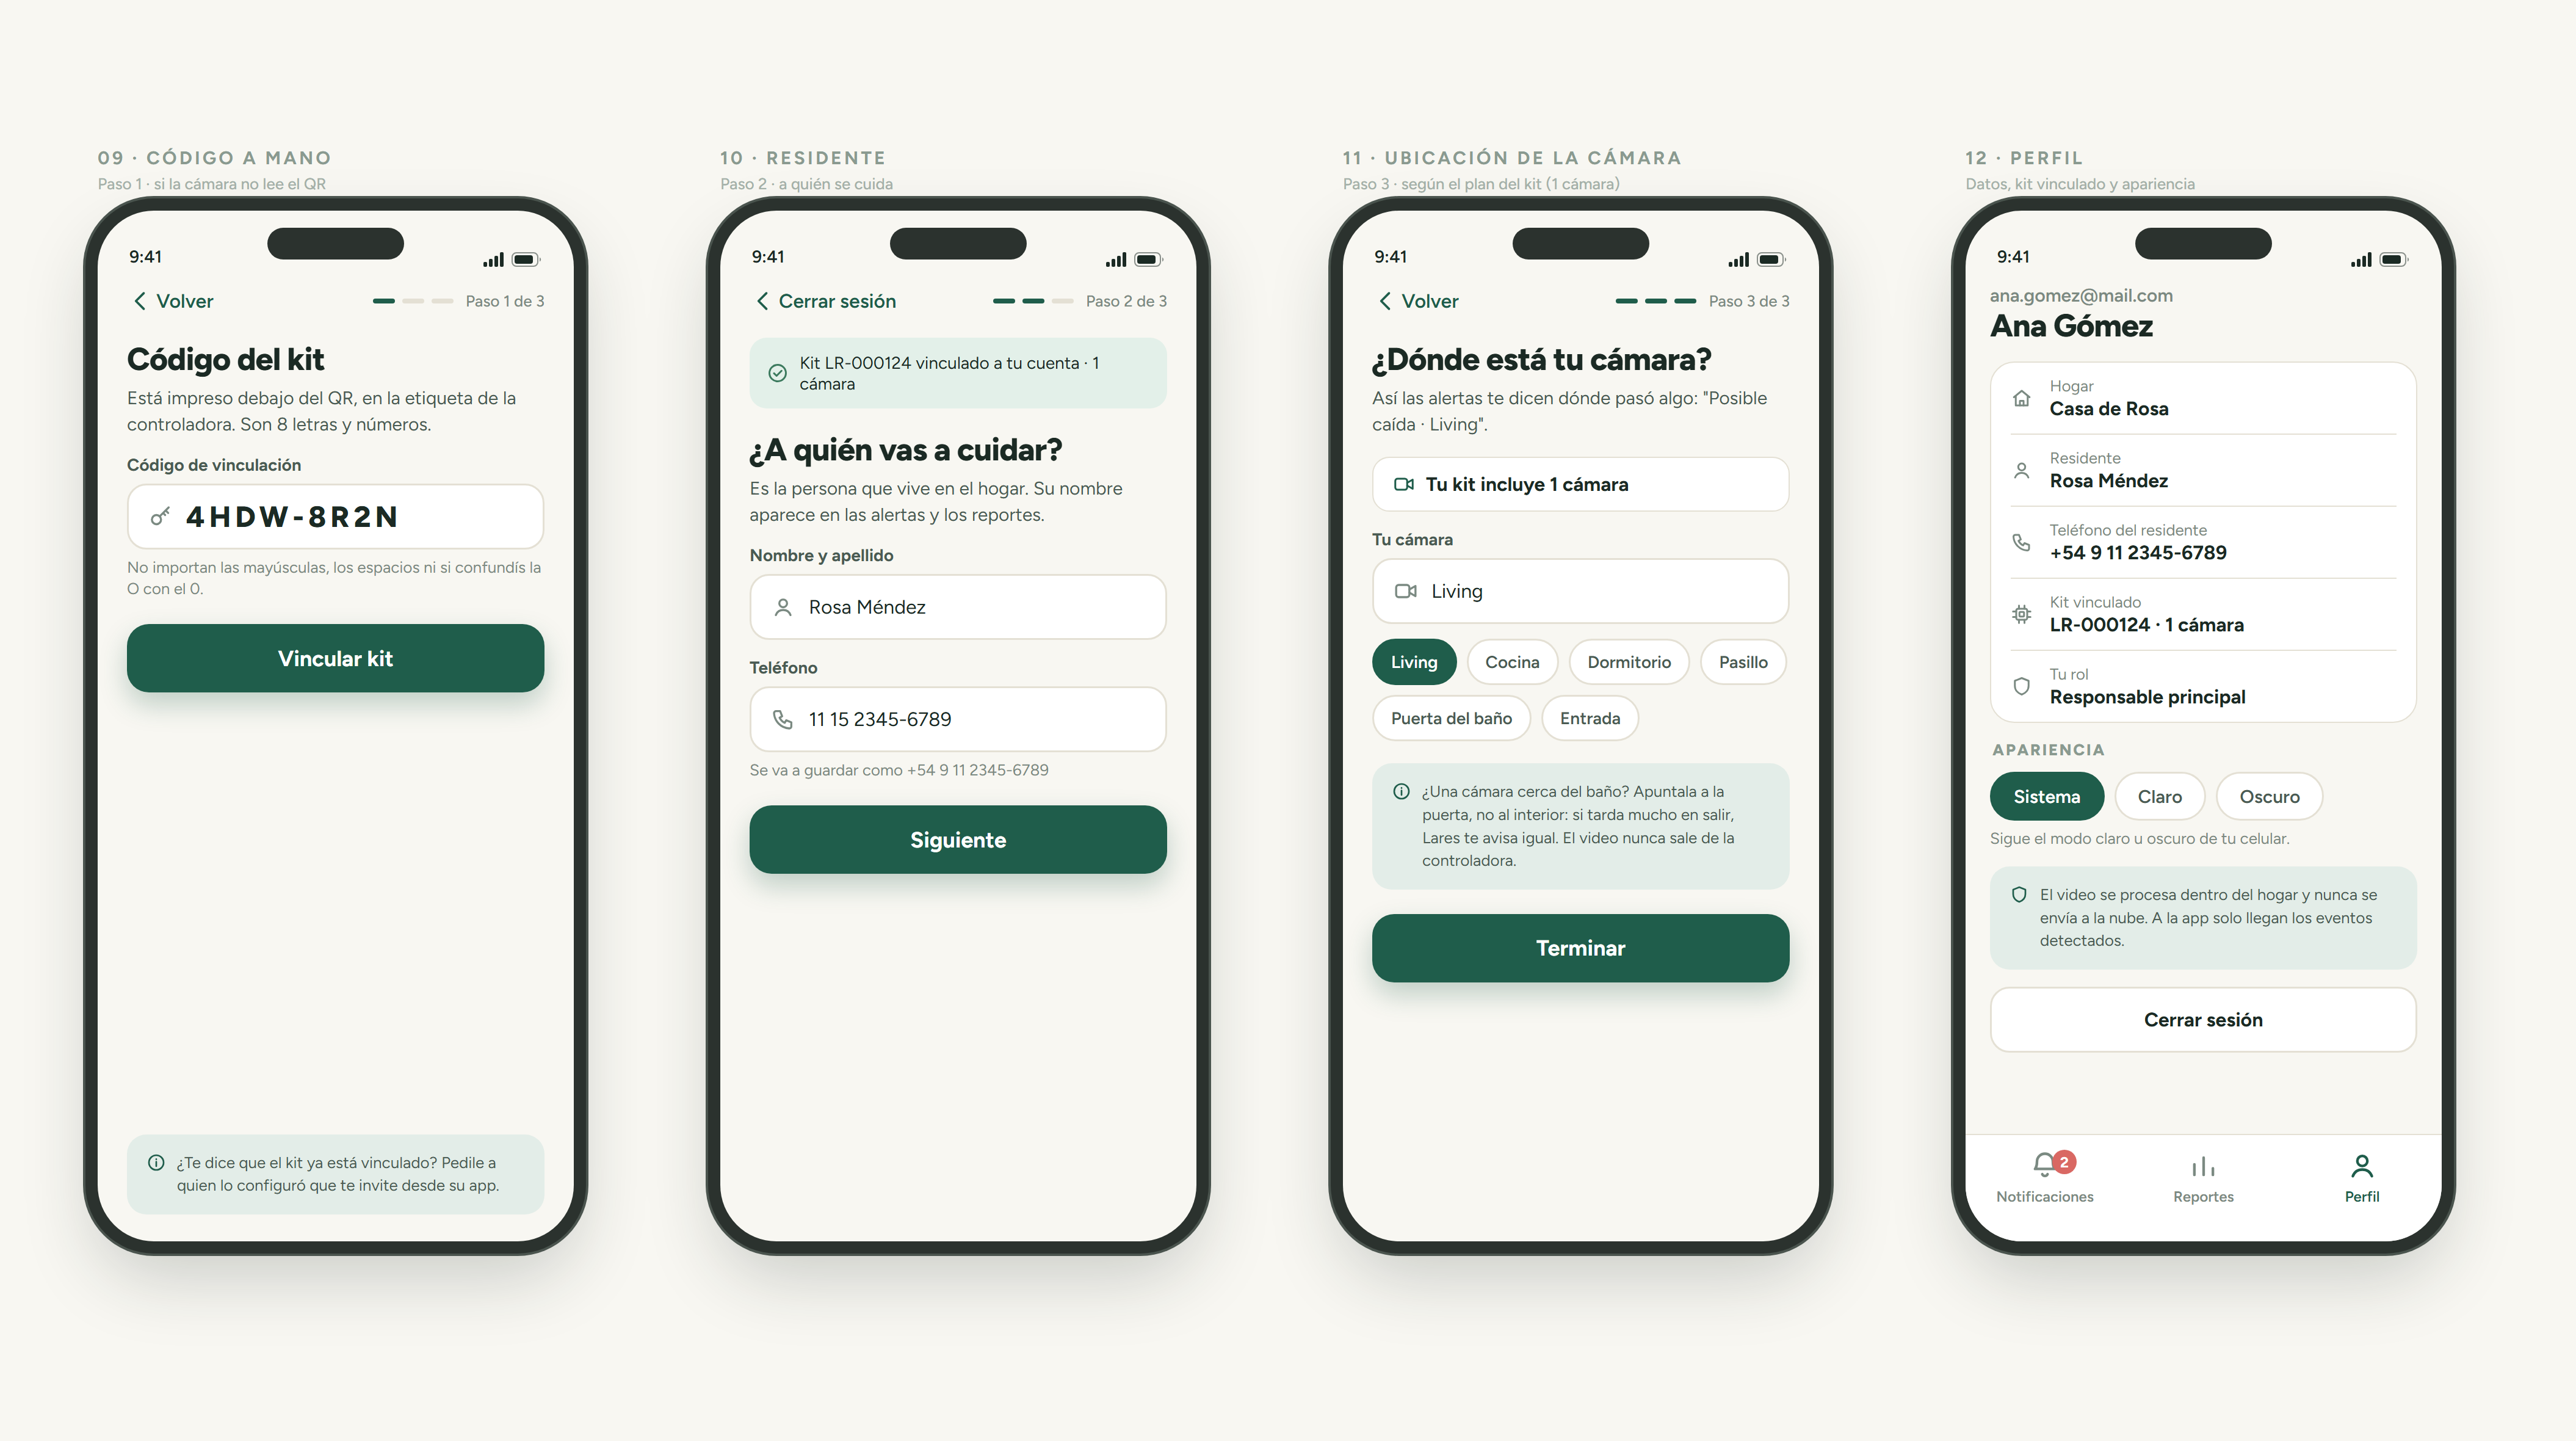 09 · CÓDIGO A MANO
Paso 1 · si la cámara no lee el QR
9:41
Volver
Paso 1 de 3
Código del kit
Está impreso debajo del QR, en la etiqueta de la
controladora. Son 8 letras y números.
Código de vinculación
4HDW-8R2N
No importan las mayúsculas, los espacios ni si confundís la
O con el 0.
Vincular kit
¿Te dice que el kit ya está vinculado? Pedile a
quien lo configuró que te invite desde su app.
10 · RESIDENTE
Paso 2 · a quién se cuida
9:41
Cerrar sesión
Paso 2 de 3
Kit LR-000124 vinculado a tu cuenta · 1
cámara
¿A quién vas a cuidar?
Es la persona que vive en el hogar. Su nombre
aparece en las alertas y los reportes.
Nombre y apellido
Rosa Méndez
Teléfono
11 15 2345-6789
Se va a guardar como +54 9 11 2345-6789
Siguiente
11 · UBICACIÓN DE LA CÁMARA
Paso 3 · según el plan del kit (1 cámara)
9:41
Volver
Paso 3 de 3
¿Dónde está tu cámara?
Así las alertas te dicen dónde pasó algo: "Posible
caída · Living".
Tu kit incluye 1 cámara
Tu cámara
Living
Living
Cocina
Dormitorio
Pasillo
Puerta del baño
Entrada
¿Una cámara cerca del baño? Apuntala a la
puerta, no al interior: si tarda mucho en salir,
Lares te avisa igual. El video nunca sale de la
controladora.
Terminar
12 · PERFIL
Datos, kit vinculado y apariencia
9:41
ana.gomez@mail.com
Ana Gómez
Hogar
Casa de Rosa
Residente
Rosa Méndez
Teléfono del residente
+54 9 11 2345-6789
Kit vinculado
LR-000124 · 1 cámara
Tu rol
Responsable principal
APARIENCIA
Sistema
Claro
Oscuro
Sigue el modo claro u oscuro de tu celular.
El video se procesa dentro del hogar y nunca se
envía a la nube. A la app solo llegan los eventos
detectados.
Cerrar sesión
2
Notificaciones
Reportes
Perfil